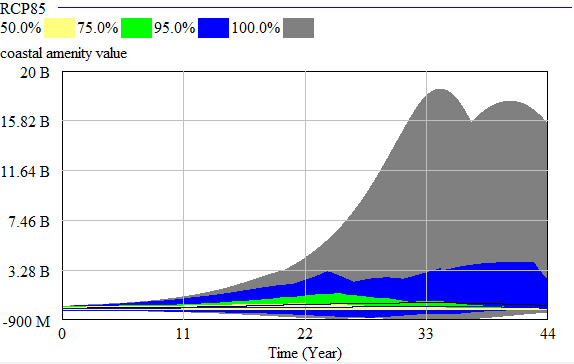 RCP85
50.0% 75.0% 95.0% 100.0%
coastal amenity value
20 B
15.82 B
11.64 B
7.46 B
3.28 B
-900 M
0 11 22 33 44
Time (Year)